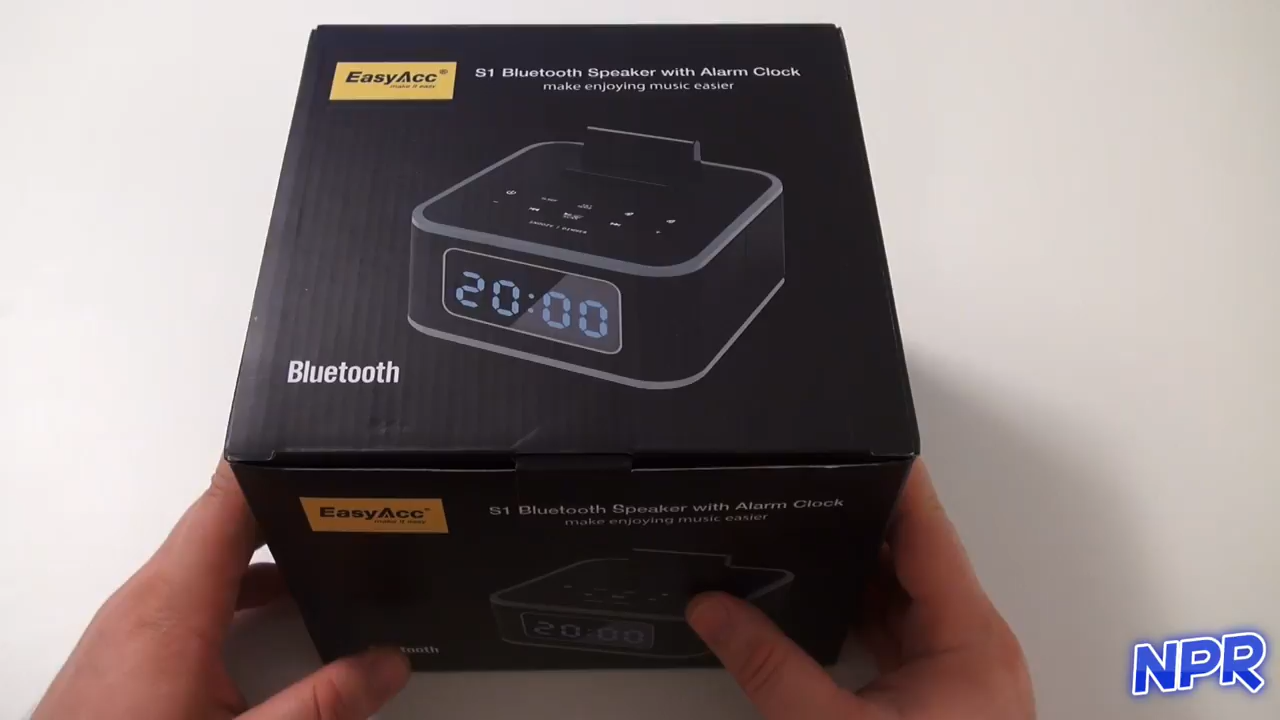 EasyAcc®
make it easy
S1 Bluetooth Speaker with Alarm Clock
make enjoying music easier
20:00
Bluetooth
EasyAcc®
make it easy
S1 Bluetooth Speaker with Alarm Clock
make enjoying music easier
20:00
tooth
NPR